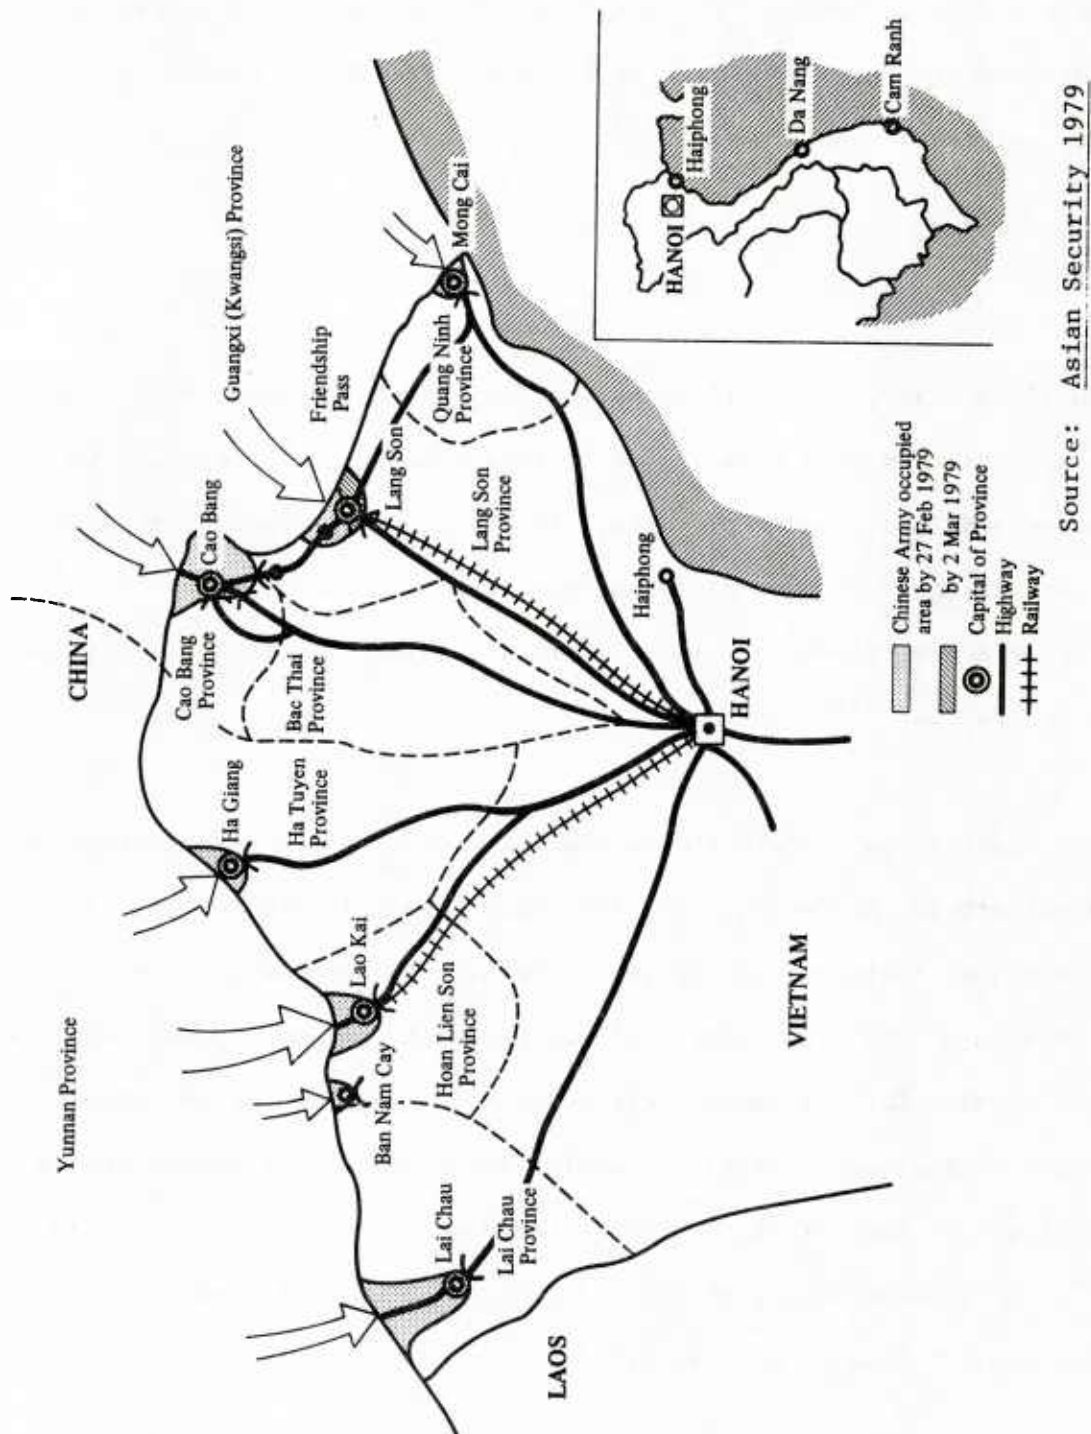 Yunnan Province
CHINA
Guangxi (Kwangsi) Province
Friendship
Pass
Cao Bang
Cao Bang
Province
Ha Giang
Ha Tuyen
Province
Bac Thai
Province
Lang Son
Mong Cai
Quang Ninh
Province
Lang Son
Province
Lao Kai
Ban Nam Cay
Hoan Lien Son
Province
Lai Chau
Lai Chau
Province
Haiphong
HANOI
LAOS
VIETNAM
HANOI
Haiphong
Da Nang
Cam Ranh
Chinese Army occupied
area by 27 Feb 1979
by 2 Mar 1979
Capital of Province
Highway
Railway
Source: Asian Security 1979